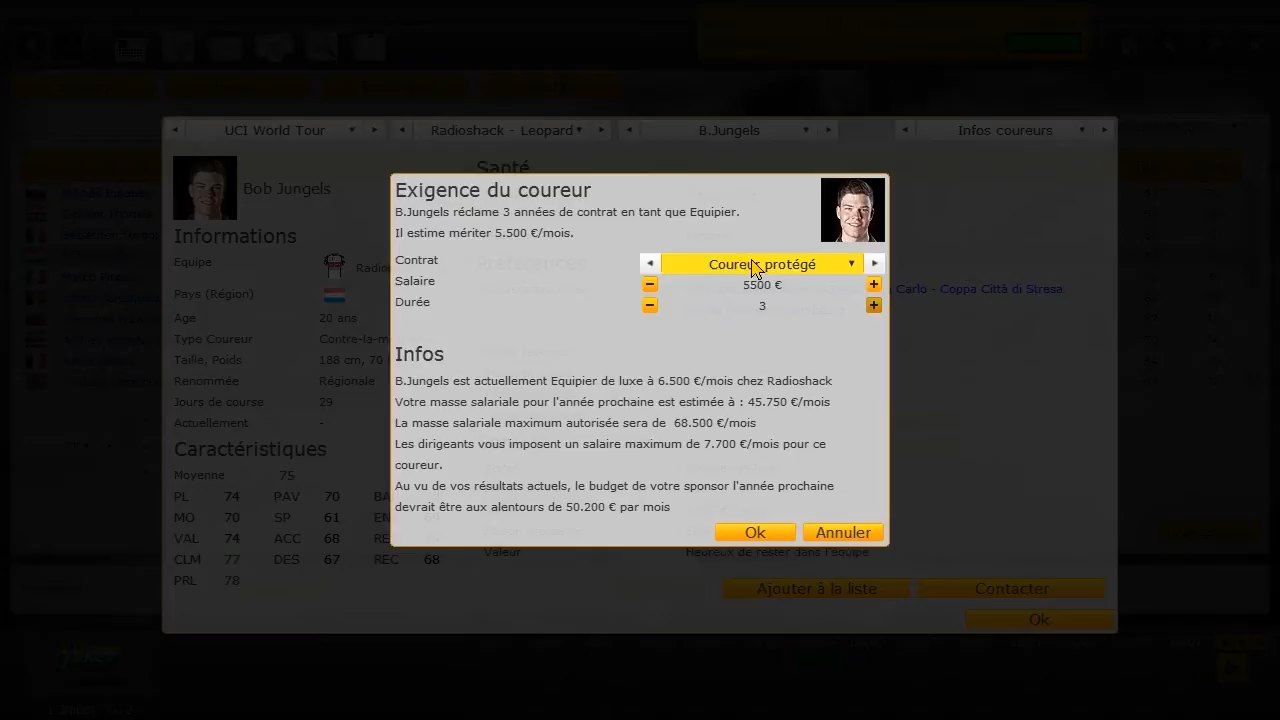 UCI World Tour
Radioshack - Leopard
B.Jungels
Infos coureurs
Bob Jungels
Santé
Informations
Equipe
Pays (Région)
Age 20 ans
Type Coureur Contre-la-m
Taille, Poids 188 cm, 70
Renommée Régionale
Jours de course 29
Actuellement -
Caractéristiques
Moyenne 75
PL 74 PAV 70
MO 70 SP 61
VAL 74 ACC 68
CLM 77 DES 67 REC 68
PRL 78
Exigence du coureur
B.Jungels réclame 3 années de contrat en tant que Equipier.
Il estime mériter 5.500 €/mois.
Contrat Coureur protégé
Salaire 5500 €
Durée 3
Infos
B.Jungels est actuellement Equipier de luxe à 6.500 €/mois chez Radioshack
Votre masse salariale pour l'année prochaine est estimée à : 45.750 €/mois
La masse salariale maximum autorisée sera de 68.500 €/mois
Les dirigeants vous imposent un salaire maximum de 7.700 €/mois pour ce
coureur.
Au vu de vos résultats actuels, le budget de votre sponsor l'année prochaine
devrait être aux alentours de 50.200 € par mois
Ok Annuler
Carlo - Coppa Città di Stresa
Valeur Heureux de rester dans l'équipe
Ajouter à la liste Contacter
Ok